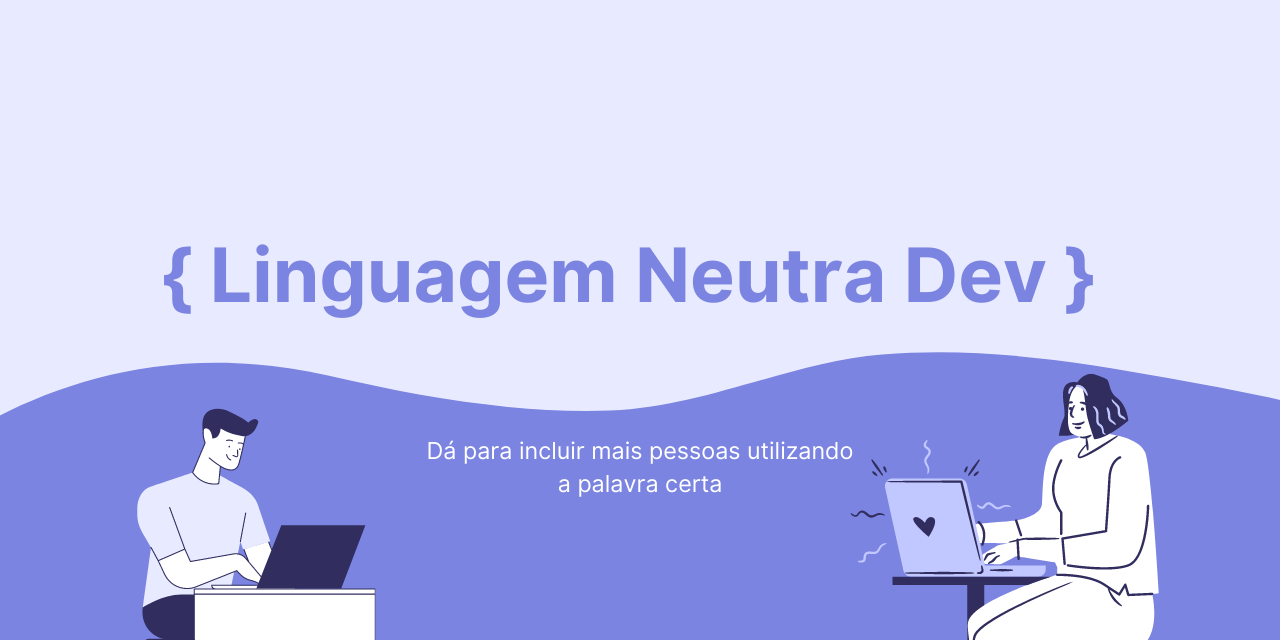 { Linguagem Neutra Dev }
Dá para incluir mais pessoas utilizando
a palavra certa